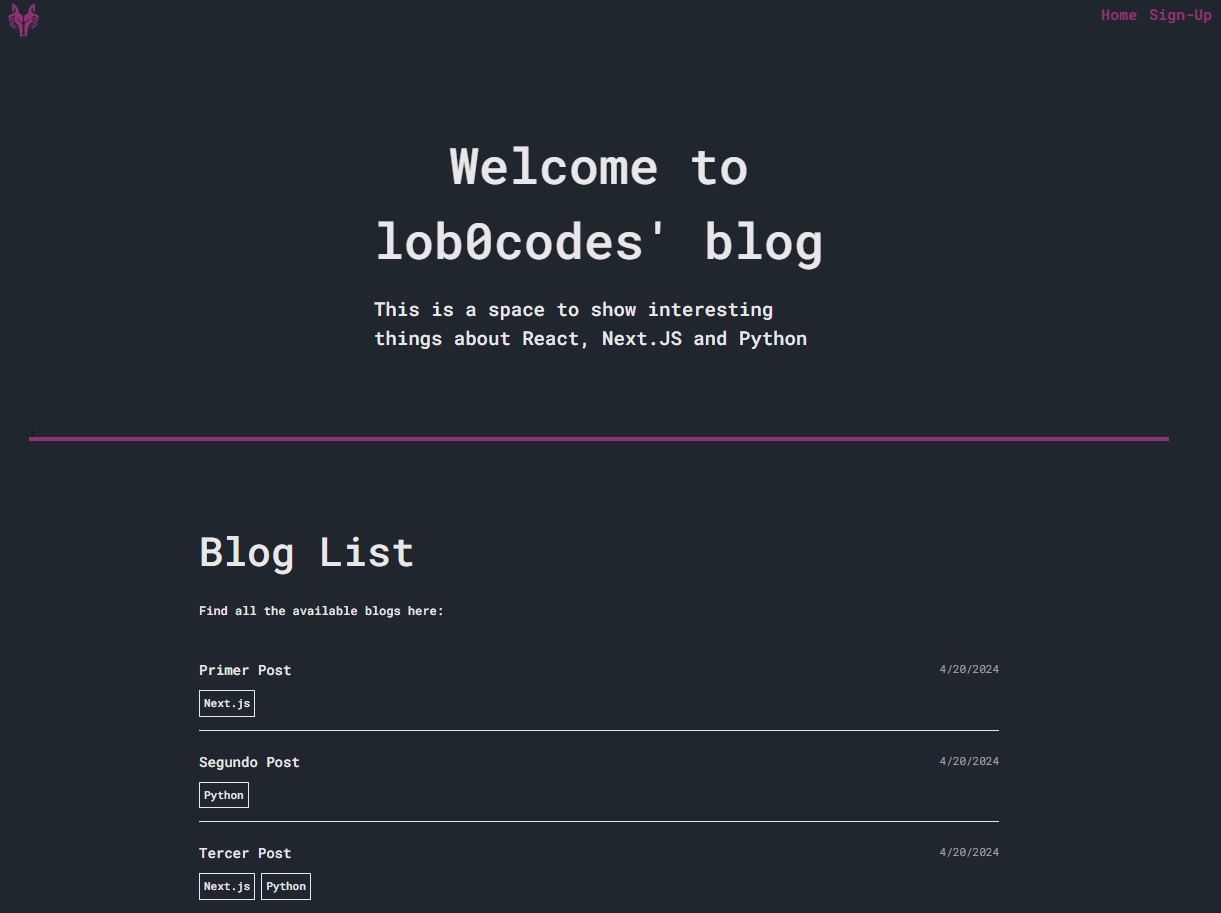 Home Sign-Up
Welcome to
lob0codes' blog
This is a space to show interesting
things about React, Next.JS and Python
;
Blog List
Find all the available blogs here:
Primer Post 4/20/2024
Next.js
Segundo Post 4/20/2024
Python
Tercer Post 4/20/2024
Next.js Python